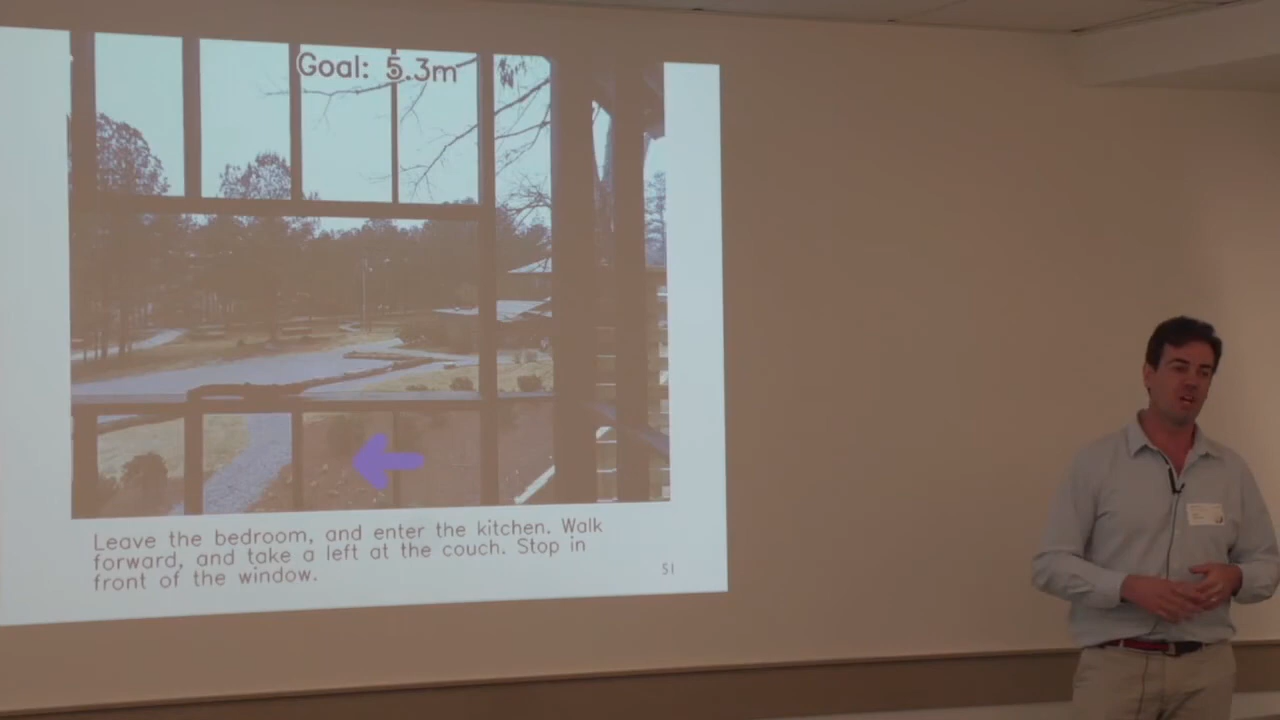 Goal: 5.3m
Leave the bedroom, and enter the kitchen. Walk
forward, and take a left at the couch. Stop in
front of the window.
51